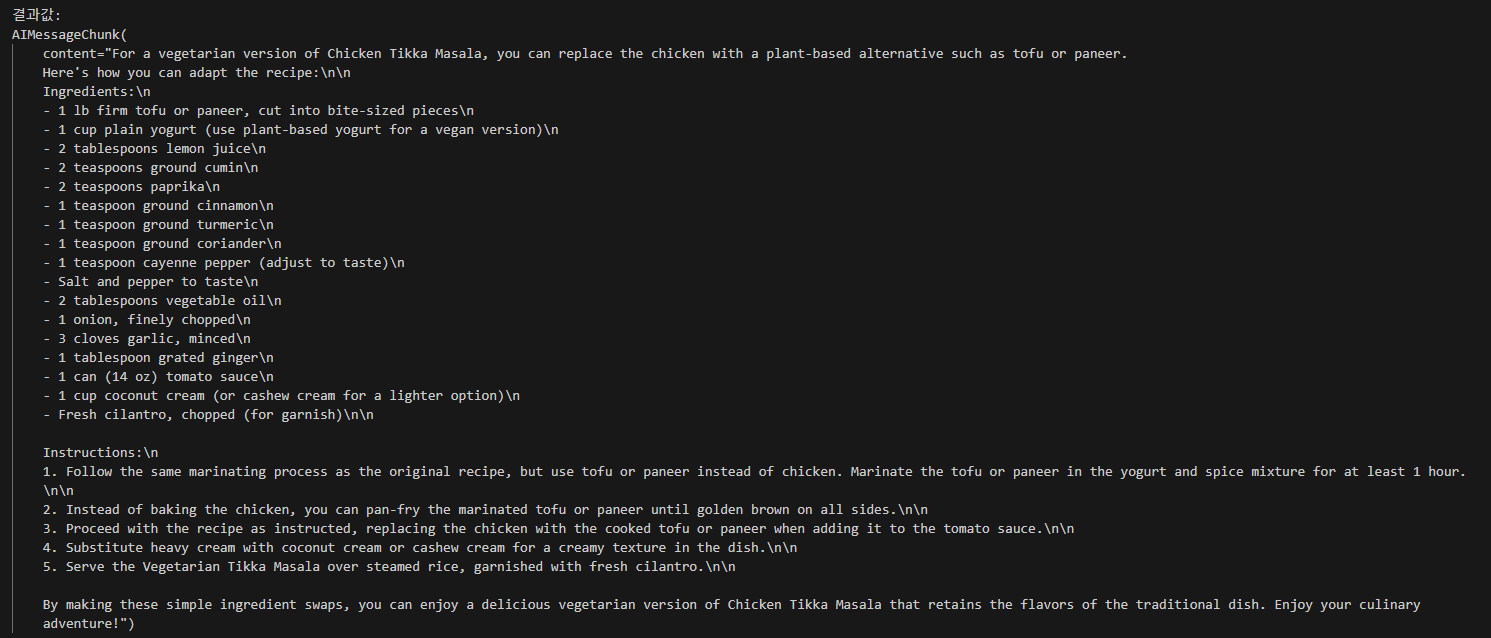 결과값:
AIMessageChunk(
content="For a vegetarian version of Chicken Tikka Masala, you can replace the chicken with a plant-based alternative such as tofu or paneer.
Here's how you can adapt the recipe:\n\n
Ingredients:\n
- 1 lb firm tofu or paneer, cut into bite-sized pieces\n
- 1 cup plain yogurt (use plant-based yogurt for a vegan version)\n
- 2 tablespoons lemon juice\n
- 2 teaspoons ground cumin\n
- 2 teaspoons paprika\n
- 1 teaspoon ground cinnamon\n
- 1 teaspoon ground turmeric\n
- 1 teaspoon ground coriander\n
- 1 teaspoon cayenne pepper (adjust to taste)\n
- Salt and pepper to taste\n
- 2 tablespoons vegetable oil\n
- 1 onion, finely chopped\n
- 3 cloves garlic, minced\n
- 1 tablespoon grated ginger\n
- 1 can (14 oz) tomato sauce\n
- 1 cup coconut cream (or cashew cream for a lighter option)\n
- Fresh cilantro, chopped (for garnish)\n\n
Instructions:\n
1. Follow the same marinating process as the original recipe, but use tofu or paneer instead of chicken. Marinate the tofu or paneer in the yogurt and spice mixture for at least 1 hour.
\n\n
2. Instead of baking the chicken, you can pan-fry the marinated tofu or paneer until golden brown on all sides.\n\n
3. Proceed with the recipe as instructed, replacing the chicken with the cooked tofu or paneer when adding it to the tomato sauce.\n\n
4. Substitute heavy cream with coconut cream or cashew cream for a creamy texture in the dish.\n\n
5. Serve the Vegetarian Tikka Masala over steamed rice, garnished with fresh cilantro.\n\n
By making these simple ingredient swaps, you can enjoy a delicious vegetarian version of Chicken Tikka Masala that retains the flavors of the traditional dish. Enjoy your culinary
adventure!")